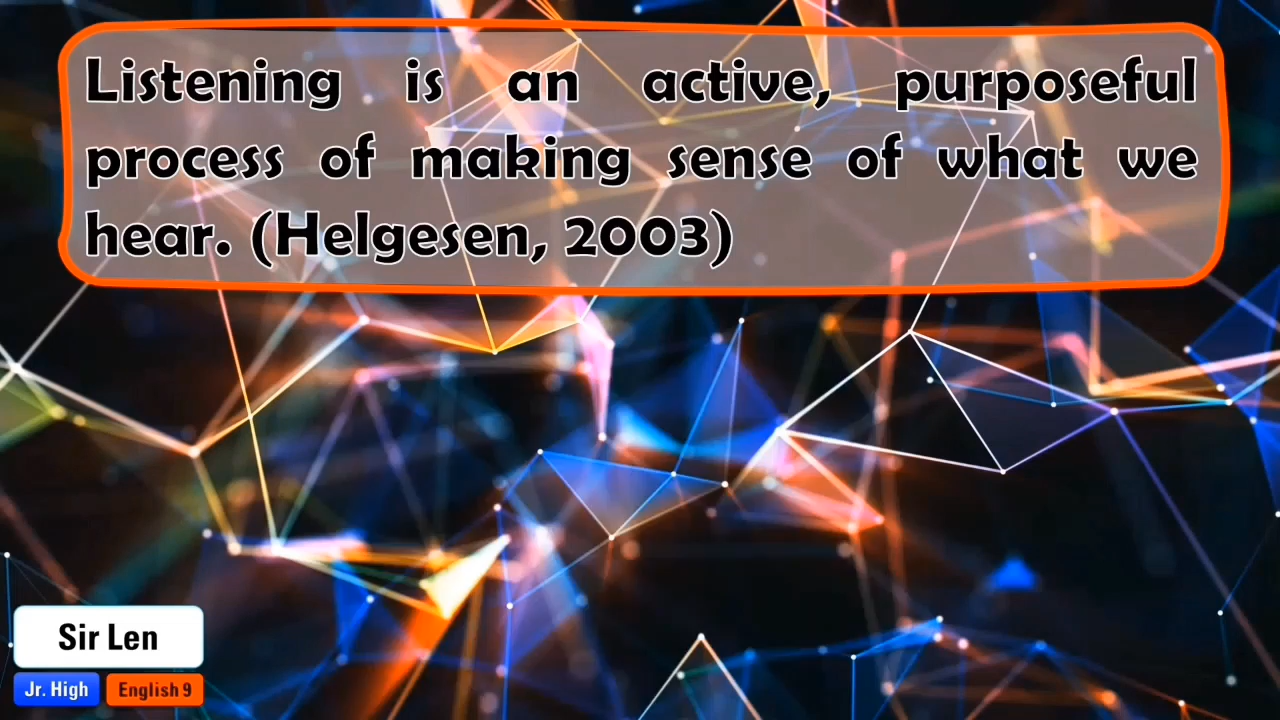 Listening is an active, purposeful
process of making sense of what we
hear. (Helgesen, 2003)
Sir Len
Jr. High English 9